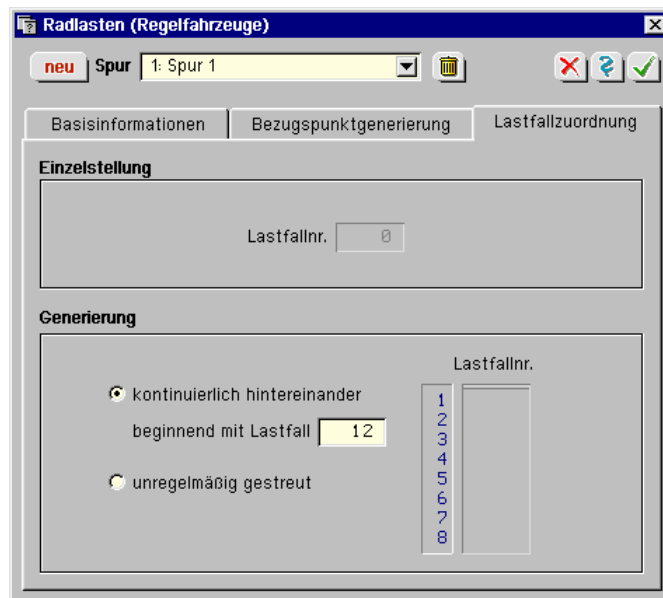 Radlasten (Regelfahrzeuge)
neu Spur 1: Spur 1
Basisinformationen Bezugspunktgenerierung Lastfallzuordnung
Einzelstellung
Lastfallnr. 0
Generierung
Lastfallnr.
kontinuierlich hintereinander
beginnend mit Lastfall 12
unregelmäßig gestreut
1
2
3
4
5
6
7
8